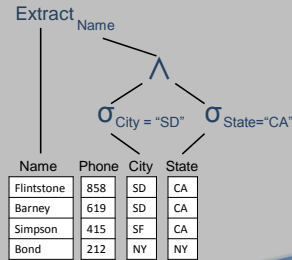 Extract Name
∧
σ City = “SD” σ State=“CA”
Name Phone City State
Flintstone 858 SD CA
Barney 619 SD CA
Simpson 415 SF CA
Bond 212 NY NY